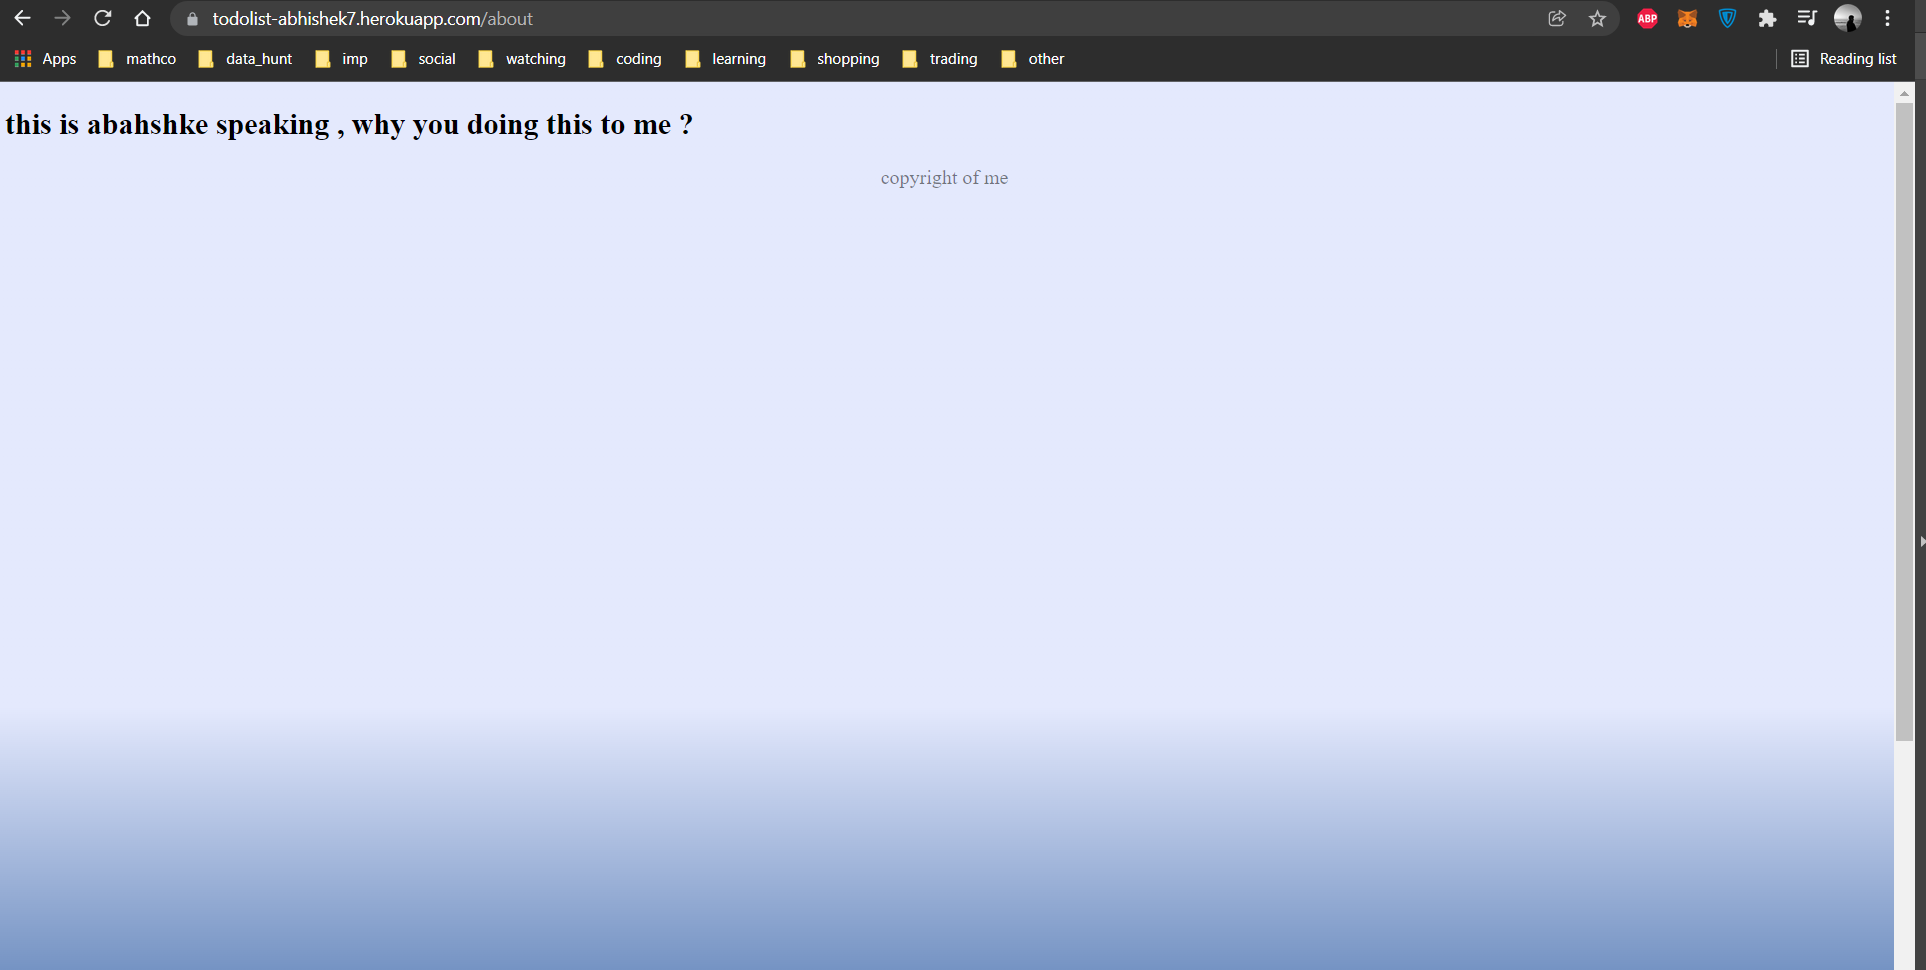 todolist-abhishek7.herokuapp.com/about
ABP
Apps mathco data_hunt imp social watching coding learning shopping trading other Reading list
this is abahshke speaking , why you doing this to me ?
copyright of me